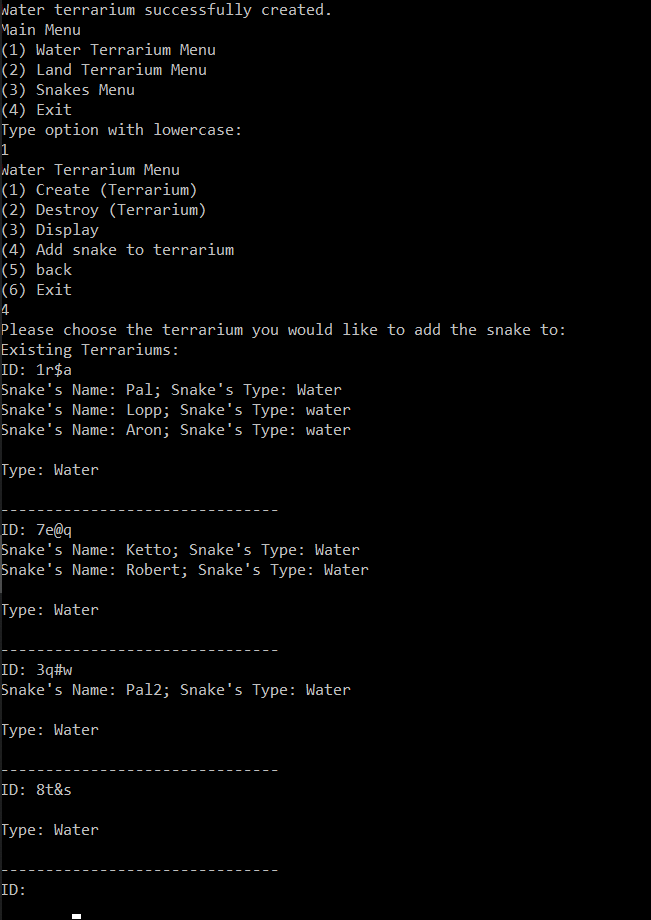 Water terrarium successfully created.
Main Menu
(1) Water Terrarium Menu
(2) Land Terrarium Menu
(3) Snakes Menu
(4) Exit
Type option with lowercase:
1
Water Terrarium Menu
(1) Create (Terrarium)
(2) Destroy (Terrarium)
(3) Display
(4) Add snake to terrarium
(5) back
(6) Exit
4
Please choose the terrarium you would like to add the snake to:
Existing Terrariums:
ID: 1r$a
Snake's Name: Pal; Snake's Type: Water
Snake's Name: Lopp; Snake's Type: water
Snake's Name: Aron; Snake's Type: water
Type: Water
-------------------------------
ID: 7e@q
Snake's Name: Ketto; Snake's Type: Water
Snake's Name: Robert; Snake's Type: Water
Type: Water
-------------------------------
ID: 3q#w
Snake's Name: Pal2; Snake's Type: Water
Type: Water
-------------------------------
ID: 8t&s
Type: Water
-------------------------------
ID: